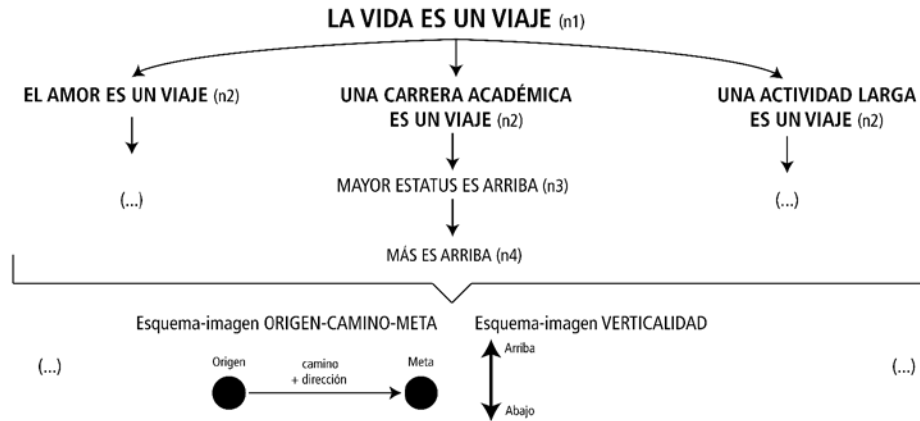 LA VIDA ES UN VIAJE (n1)
EL AMOR ES UN VIAJE (n2)
UNA CARRERA ACADÉMICA
ES UN VIAJE (n2)
UNA ACTIVIDAD LARGA
ES UN VIAJE (n2)
(...)
MAYOR ESTATUS ES ARRIBA (n3)
(...)
MÁS ES ARRIBA (n4)
Esquema-imagen ORIGEN-CAMINO-META
Esquema-imagen VERTICALIDAD
(...)
Origen
camino
+ dirección
Meta
Arriba
Abajo
(...)